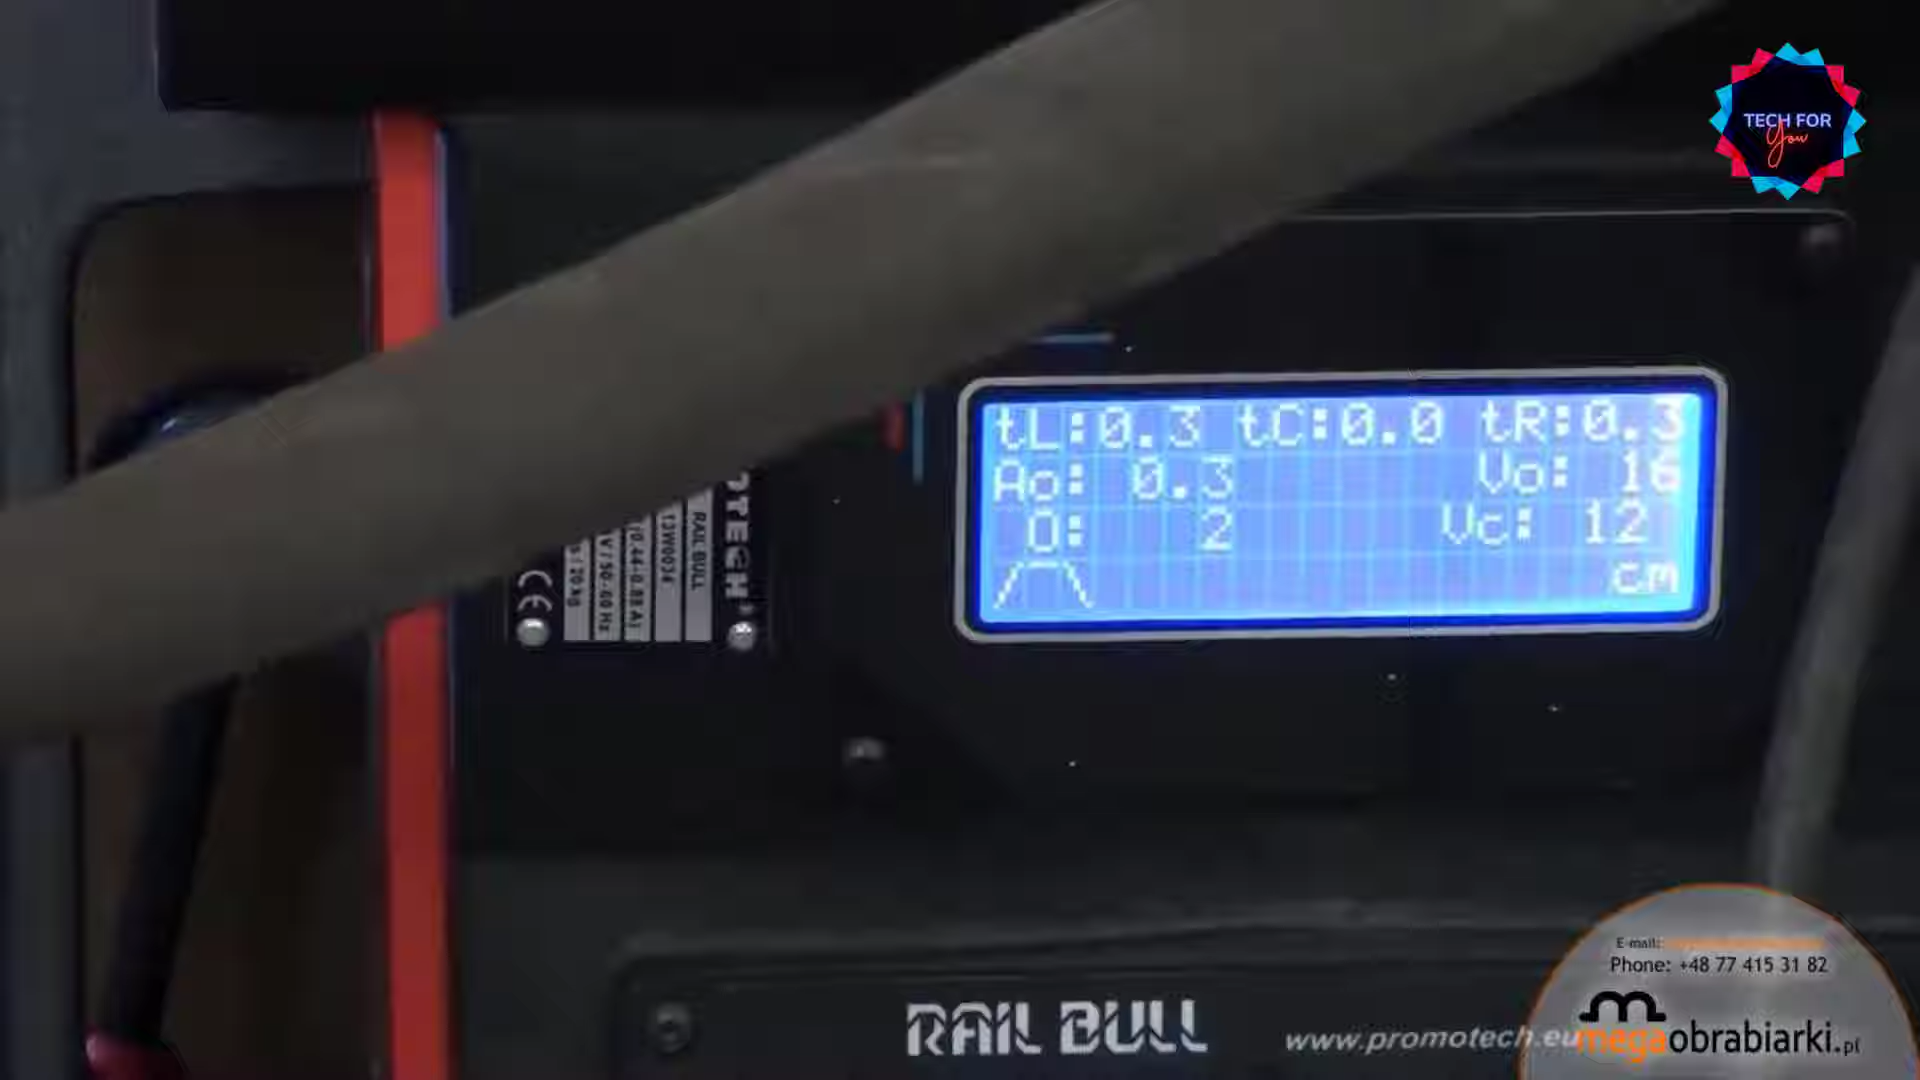 TECH FOR
You
tL:0.3 tC:0.0 tR:0.3
Ao: 0.3 Vo: 16
O: 2 Vc: 12
cm
RAIL BULL
CE
RAIL BULL
www.promotech.eu
E-mail:
Phone: +48 77 415 31 82
megaobrabiarki.pl